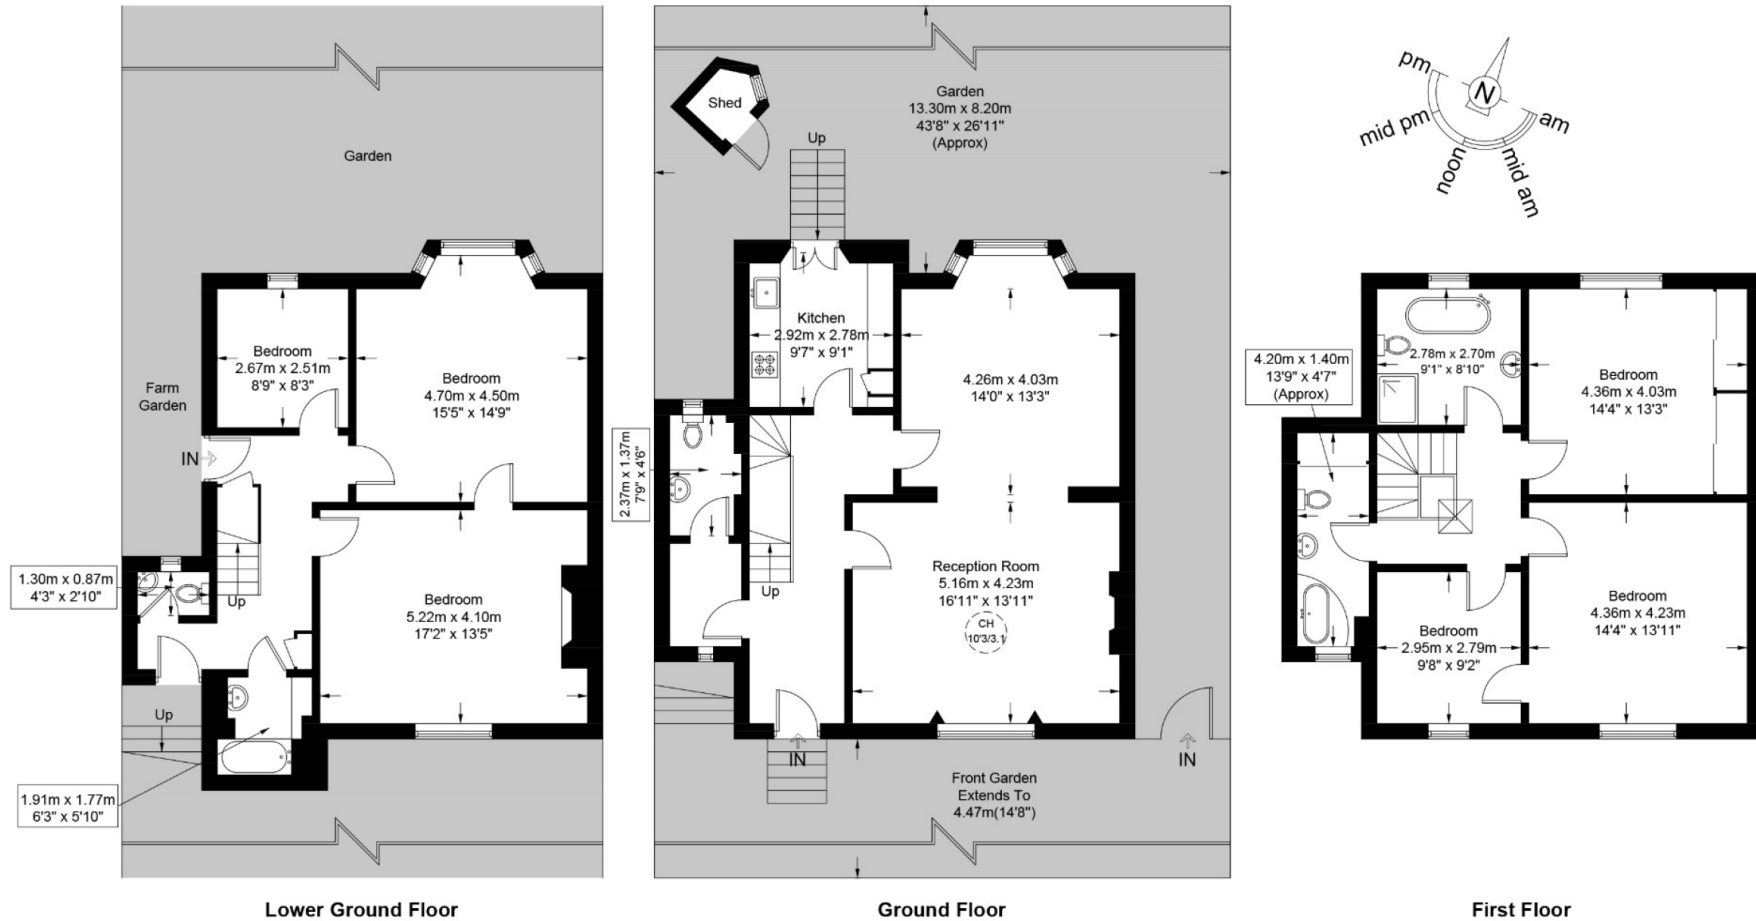 Garden
Farm
Garden
Bedroom
2.67m x 2.51m
8'9" x 8'3"
Bedroom
4.70m x 4.50m
15'5" x 14'9"
IN
1.30m x 0.87m
4'3" x 2'10"
Up
Bedroom
5.22m x 4.10m
17'2" x 13'5"
Up
1.91m x 1.77m
6'3" x 5'10"
Lower Ground Floor
Shed
Garden
13.30m x 8.20m
43'8" x 26'11"
(Approx)
Up
Kitchen
2.92m x 2.78m
9'7" x 9'1"
4.26m x 4.03m
14'0" x 13'3"
2.37m x 1.37m
7'9" x 4'6"
Up
Reception Room
5.16m x 4.23m
16'11" x 13'11"
CH
10'3/3.1
IN
IN
Front Garden
Extends To
4.47m(14'8")
Ground Floor
N
pm
mid pm
noon
mid am
am
4.20m x 1.40m
13'9" x 4'7"
(Approx)
2.78m x 2.70m
9'1" x 8'10"
Bedroom
4.36m x 4.03m
14'4" x 13'3"
Bedroom
2.95m x 2.79m
9'8" x 9'2"
Bedroom
4.36m x 4.23m
14'4" x 13'11"
First Floor